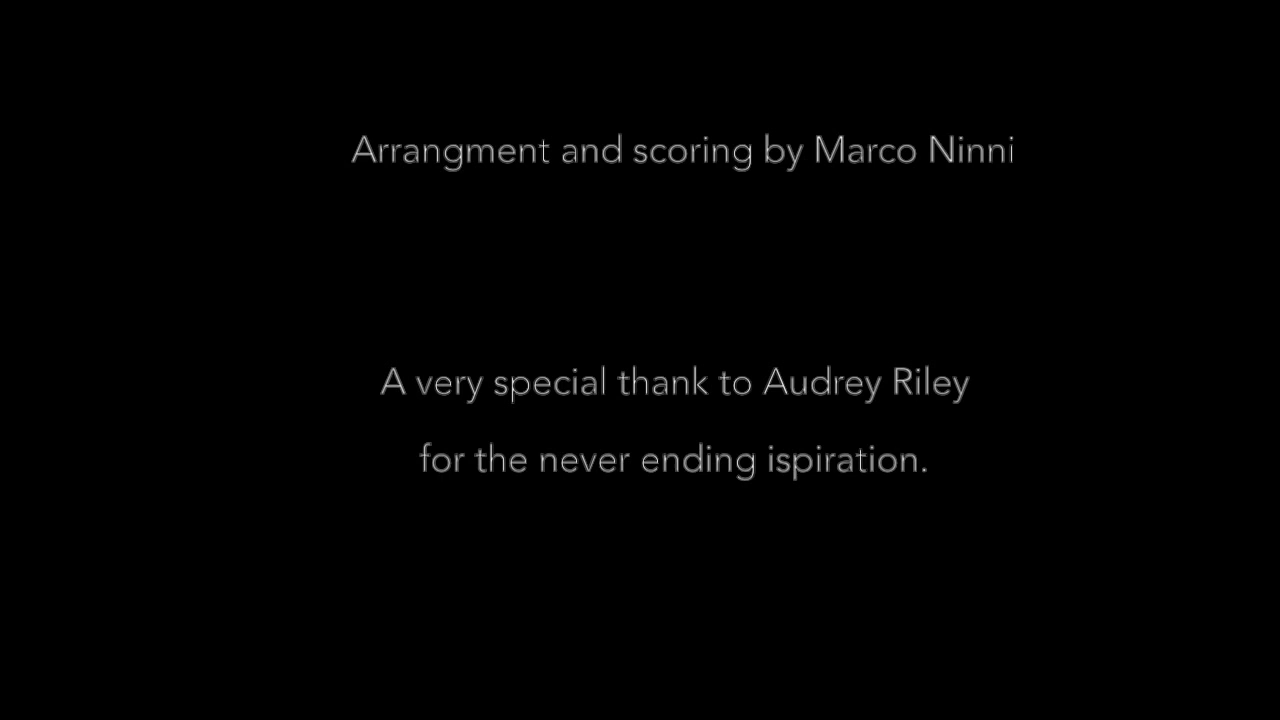 Arrangment and scoring by Marco Ninni
A very special thank to Audrey Riley
for the never ending ispiration.